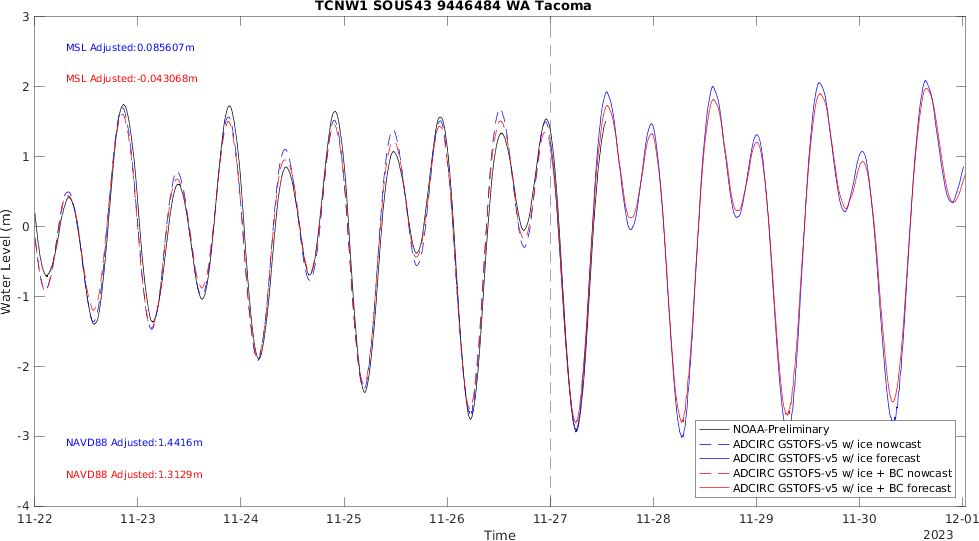 TCNW1 SOUS43 9446484 WA Tacoma
3
MSL Adjusted:0.085607m
MSL Adjusted:-0.043068m
2
1
0
Water Level (m)
-1
-2
-3
NAVD88 Adjusted:1.4416m
NAVD88 Adjusted:1.3129m
-4
NOAA-Preliminary
ADCIRC GSTOFS-v5 w/ ice nowcast
ADCIRC GSTOFS-v5 w/ ice forecast
ADCIRC GSTOFS-v5 w/ ice + BC nowcast
ADCIRC GSTOFS-v5 w/ ice + BC forecast
11-22 11-23 11-24 11-25 11-26 11-27 11-28 11-29 11-30 12-01
Time
2023